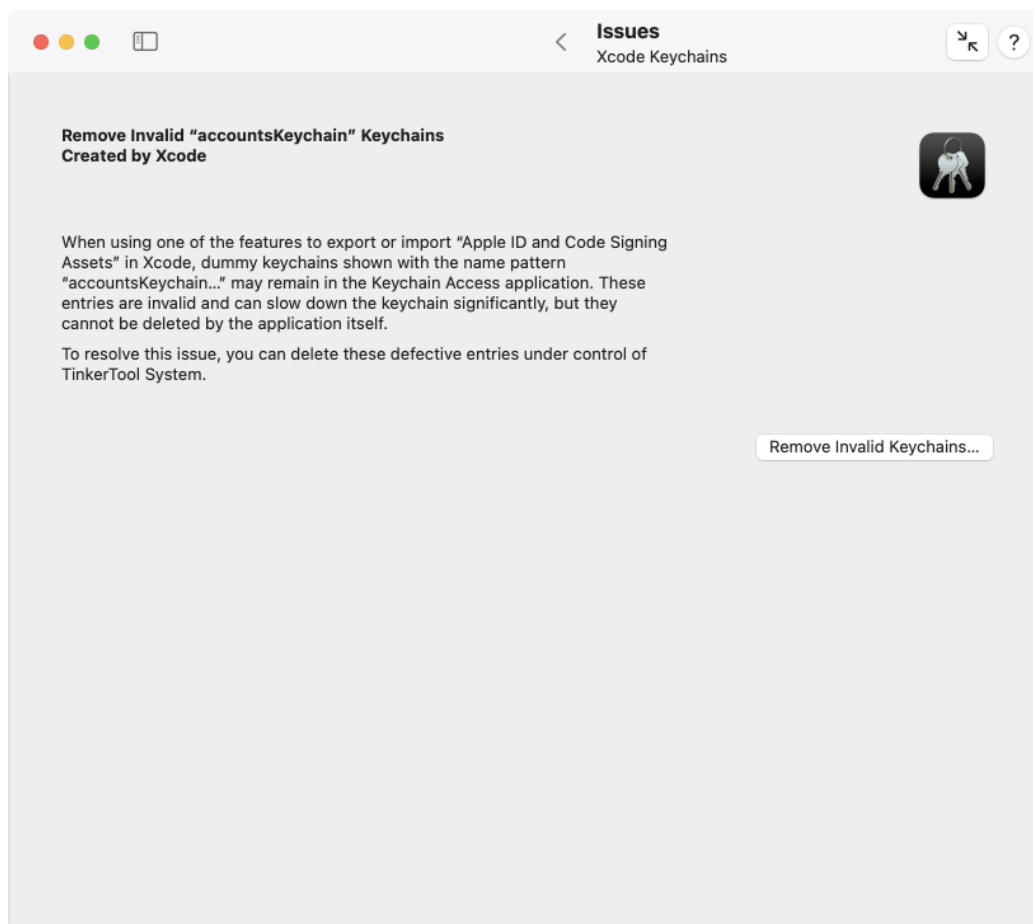 Issues
Xcode Keychains
?
Remove Invalid “accountsKeychain” Keychains
Created by Xcode
When using one of the features to export or import “Apple ID and Code Signing
Assets” in Xcode, dummy keychains shown with the name pattern
“accountsKeychain…” may remain in the Keychain Access application. These
entries are invalid and can slow down the keychain significantly, but they
cannot be deleted by the application itself.
To resolve this issue, you can delete these defective entries under control of
TinkerTool System.
Remove Invalid Keychains…